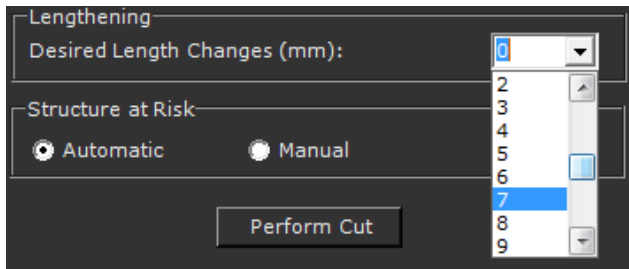 Lengthening
Desired Length Changes (mm): 0
2
3
Structure at Risk
4
Automatic Manual 5
6
7
Perform Cut 8
9